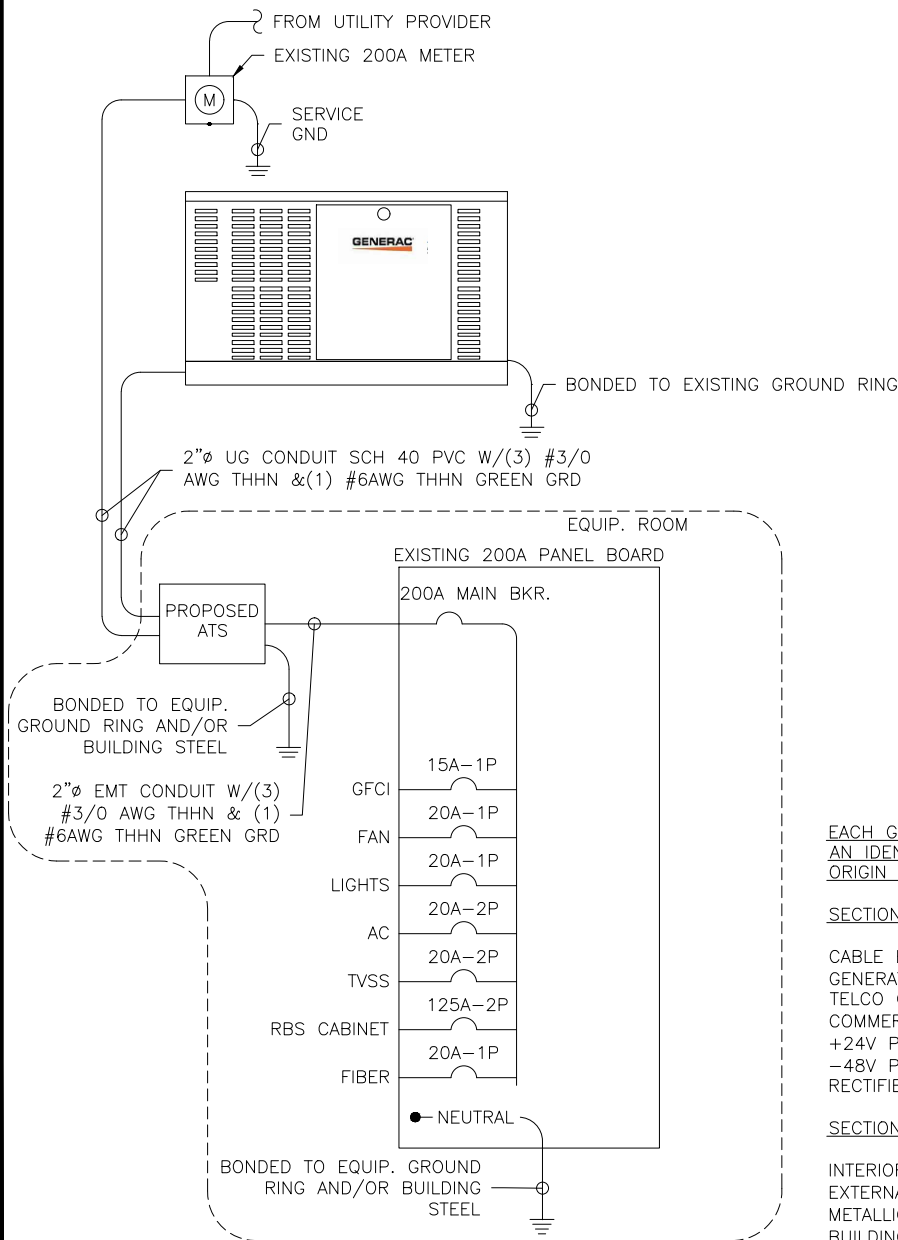 FROM UTILITY PROVIDER
EXISTING 200A METER
M
SERVICE
GND
GENERAC
BONDED TO EXISTING GROUND RING
2"ø UG CONDUIT SCH 40 PVC W/(3) #3/0
AWG THHN &(1) #6AWG THHN GREEN GRD
EQUIP. ROOM
EXISTING 200A PANEL BOARD
200A MAIN BKR.
PROPOSED
ATS
BONDED TO EQUIP.
GROUND RING AND/OR
BUILDING STEEL
2"ø EMT CONDUIT W/(3)
#3/0 AWG THHN & (1)
#6AWG THHN GREEN GRD
15A-1P
GFCI
20A-1P
FAN
20A-1P
LIGHTS
20A-2P
AC
20A-2P
TVSS
125A-2P
RBS CABINET
20A-1P
FIBER
NEUTRAL
BONDED TO EQUIP. GROUND
RING AND/OR BUILDING
STEEL
EACH G
AN IDEN
ORIGIN
SECTION
CABLE
GENERAT
TELCO
COMMER
+24V P
-48V P
RECTIFIE
SECTION
INTERIOR
EXTERNA
METALLIC
BUILDING